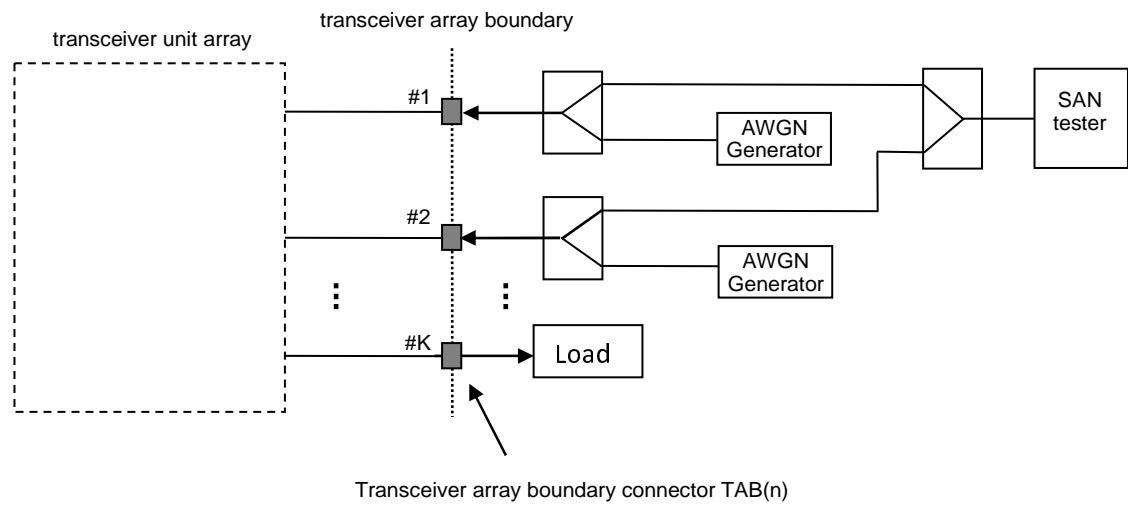 transceiver array boundary
transceiver unit array
#1
AWGN
Generator
SAN
tester
#2
AWGN
Generator
#K
Load
Transceiver array boundary connector TAB(n)